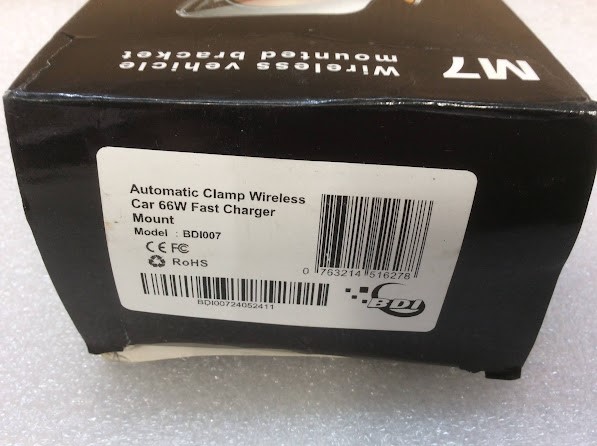 M7
Wireless vehicle
mounted bracket
Automatic Clamp Wireless
Car 66W Fast Charger
Mount
Model : BDI007
CE FC
RoHS
0 763214 516278
BDI00724052411
BDI